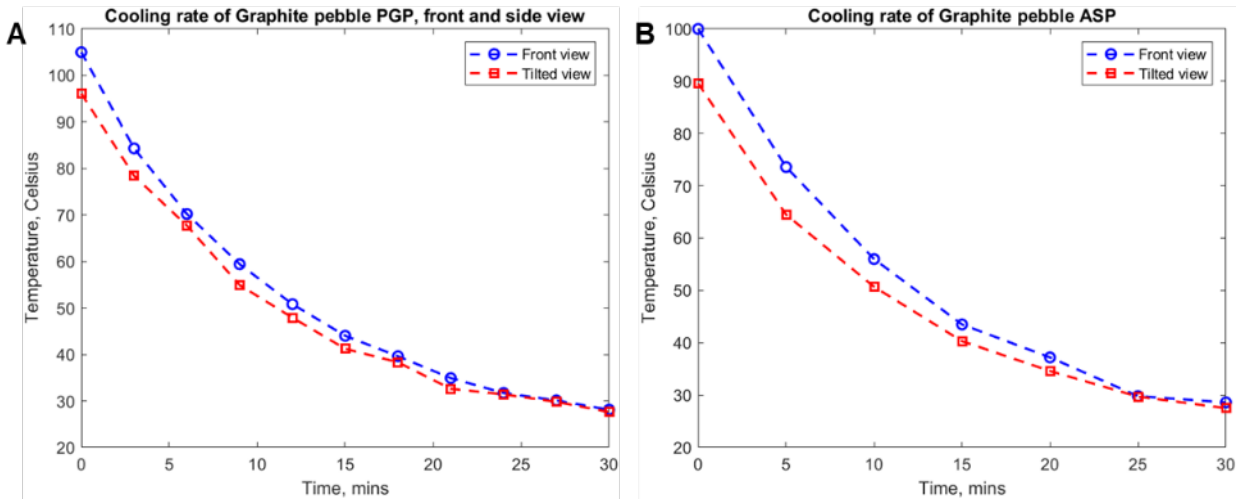 A
Cooling rate of Graphite pebble PGP, front and side view
Front view
Tilted view
110
100
90
80
70
60
50
40
30
20
Temperature, Celsius
0 5 10 15 20 25 30
Time, mins
B
Cooling rate of Graphite pebble ASP
Front view
Tilted view
100
90
80
70
60
50
40
30
20
Temperature, Celsius
0 5 10 15 20 25 30
Time, mins